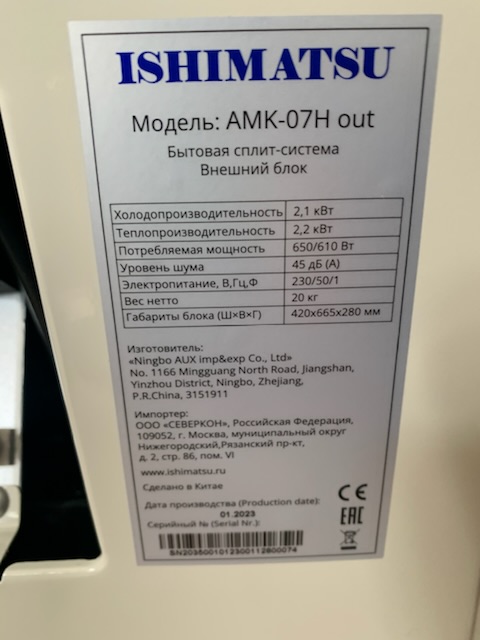 ISHIMATSU
Модель: AMK-07H out
Бытовая сплит-система
Внешний блок
Холодопроизводительность 2,1 кВт
Теплопроизводительность 2,2 кВт
Потребляемая мощность 650/610 Вт
Уровень шума 45 дБ (А)
Электропитание, В,Гц,Ф 230/50/1
Вес нетто 20 кг
Габариты блока (Ш×В×Г) 420x665x280 мм
Изготовитель:
«Ningbo AUX imp&exp Co., Ltd»
No. 1166 Mingguang North Road, Jiangshan,
Yinzhou District, Ningbo, Zhejiang,
P.R.China, 3151911
Импортер:
ООО «СЕВЕРКОН», Российская Федерация,
109052, г. Москва, муниципальный округ
Нижегородский,Рязанский пр-кт,
д. 2, стр. 86, пом. VI
www.ishimatsu.ru
Сделано в Китае
Дата производства (Production date):
01.2023
Серийный № (Serial Nr.):
SN2035001012300112800074
CE
EAC